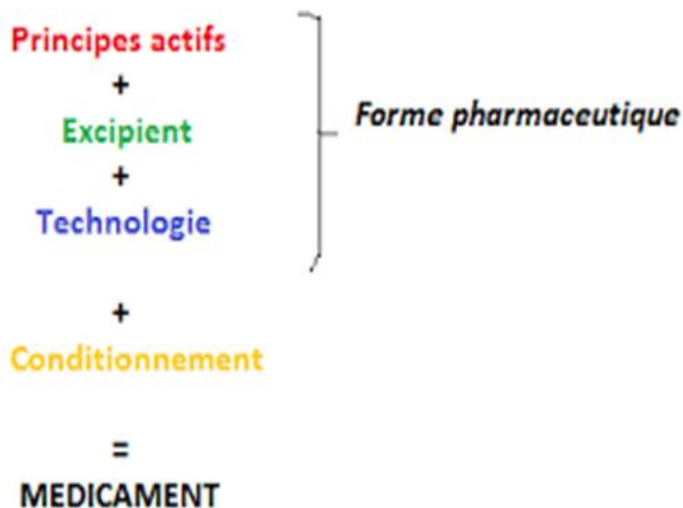 Principes actifs
+
Excipient
+
Technologie
Forme pharmaceutique
+
Conditionnement
=
MEDICAMENT